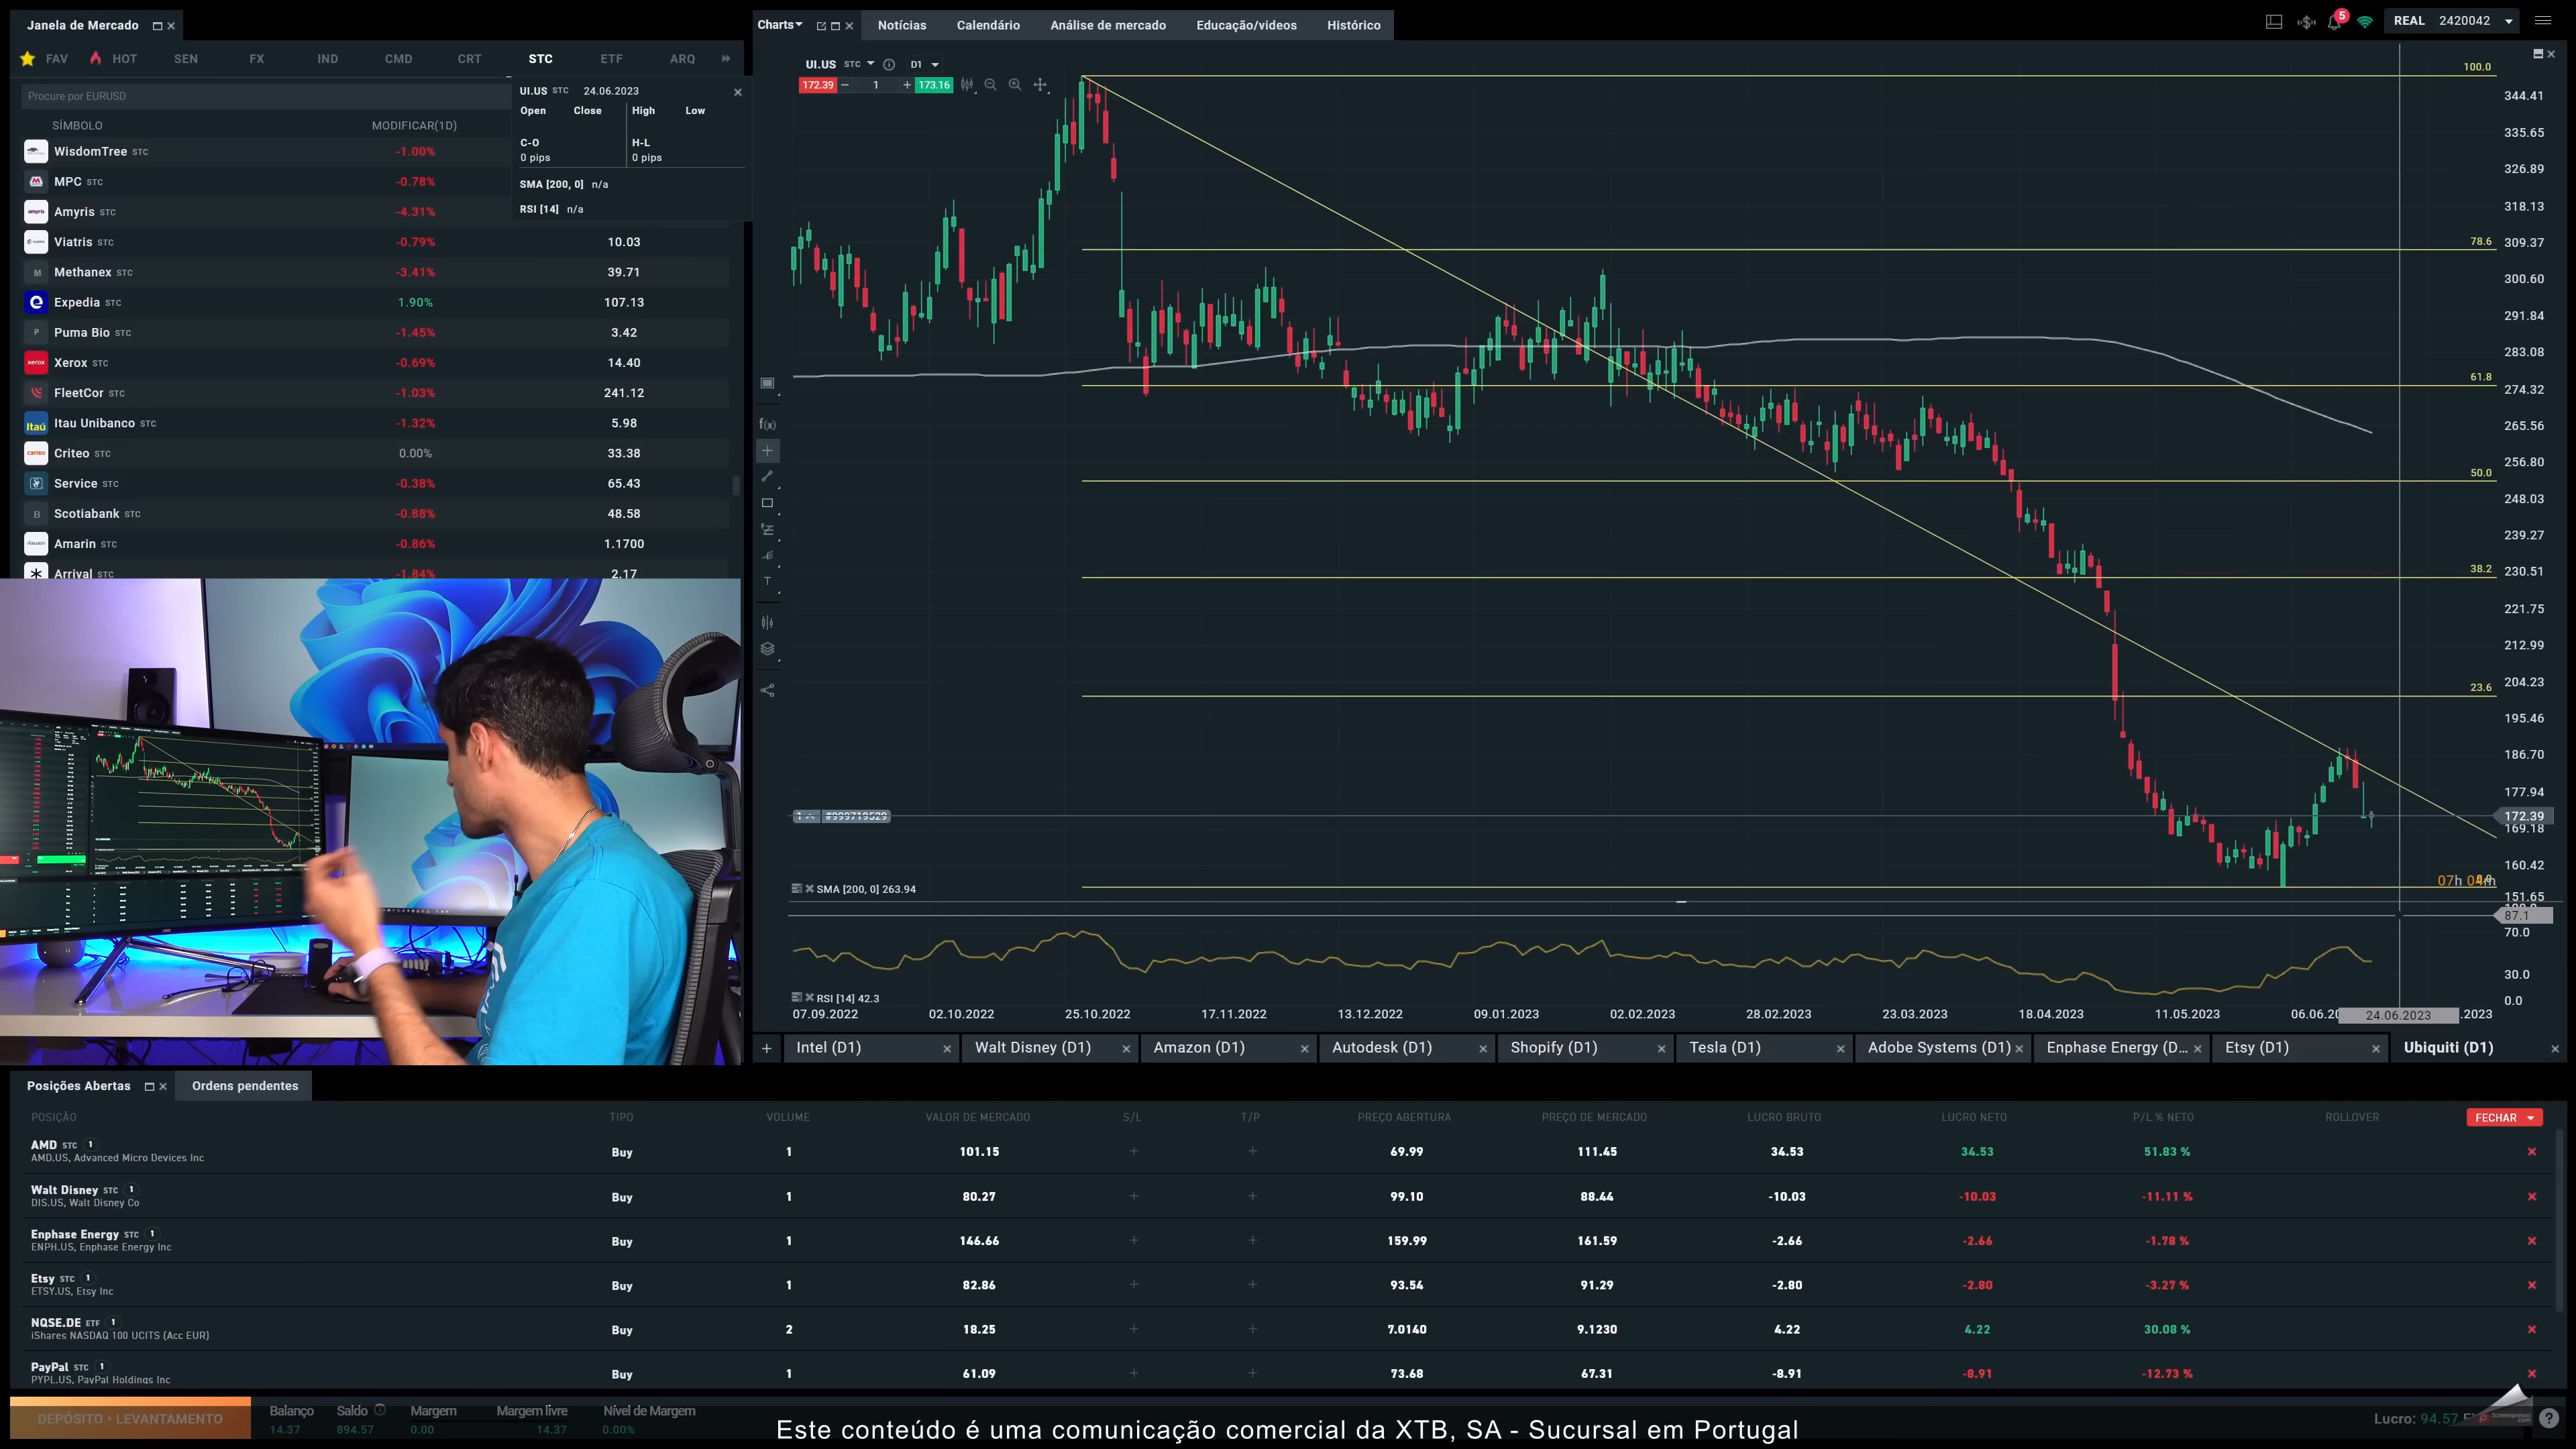 Janela de Mercado
FAV HOT SEN FX IND CMD CRT STC ETF ARQ
Procure por EURUSD
SÍMBOLO MODIFICAR(1D)
WisdomTree STC -1.00%
MPC STC -0.78%
Amyris STC -4.31%
Viatris STC -0.79% 10.03
Methanex STC -3.41% 39.71
Expedia STC 1.90% 107.13
Puma Bio STC -1.45% 3.42
Xerox STC -0.69% 14.40
FleetCor STC -1.03% 241.12
Itau Unibanco STC -1.32% 5.98
Criteo STC 0.00% 33.38
Service STC -0.38% 65.43
Scotiabank STC -0.88% 48.58
Amarin STC -0.86% 1.1700
Arrival STC -1.84% 2.17
UI.US STC 24.06.2023
Open Close High Low
C-O H-L
0 pips 0 pips
SMA [200, 0] n/a
RSI [14] n/a
Charts Notícias Calendário Análise de mercado Educação/videos Histórico
5 REAL 2420042
UI.US STC D1
172.39 1 173.16
100.0
344.41
335.65
326.89
318.13
78.6
309.37
300.60
291.84
283.08
61.8
274.32
265.56
256.80
50.0
248.03
239.27
38.2
230.51
221.75
212.99
204.23
23.6
195.46
186.70
177.94
172.39
169.18
160.42
151.65
f(x)
T
SMA [200, 0] 263.94
87.1
70.0
30.0
0.0
RSI [14] 42.3
07.09.2022 02.10.2022 25.10.2022 17.11.2022 13.12.2022 09.01.2023 02.02.2023 28.02.2023 23.03.2023 18.04.2023 11.05.2023 24.06.2023
Intel (D1) Walt Disney (D1) Amazon (D1) Autodesk (D1) Shopify (D1) Tesla (D1) Adobe Systems (D1) Enphase Energy (D... Etsy (D1) Ubiquiti (D1)
Posições Abertas Ordens pendentes
POSIÇÃO TIPO VOLUME VALOR DE MERCADO S/L T/P PREÇO ABERTURA PREÇO DE MERCADO LUCRO BRUTO LUCRO NETO P/L % NETO ROLLOVER FECHAR
AMD STC 1 Buy 1 101.15 69.99 111.45 34.53 34.53 51.83 %
AMD.US, Advanced Micro Devices Inc
Walt Disney STC 1 Buy 1 80.27 99.10 88.44 -10.03 -10.03 -11.11 %
DIS.US, Walt Disney Co
Enphase Energy STC 1 Buy 1 146.66 159.99 161.59 -2.66 -2.66 -1.78 %
ENPH.US, Enphase Energy Inc
Etsy STC 1 Buy 1 82.86 93.54 91.29 -2.80 -2.80 -3.27 %
ETSY.US, Etsy Inc
NQSE.DE ETF 1 Buy 2 18.25 7.0140 9.1230 4.22 4.22 30.08 %
iShares NASDAQ 100 UCITS (Acc EUR)
PayPal STC 1 Buy 1 61.09 73.68 67.31 -8.91 -8.91 -12.73 %
PYPL.US, PayPal Holdings Inc
DEPÓSITO • LEVANTAMENTO
Balanço Saldo Margem Margem livre Nível de Margem
14.37 894.57 0.00 14.37 0.00%
Lucro: 94.57
Este conteúdo é uma comunicação comercial da XTB, SA - Sucursal em Portugal